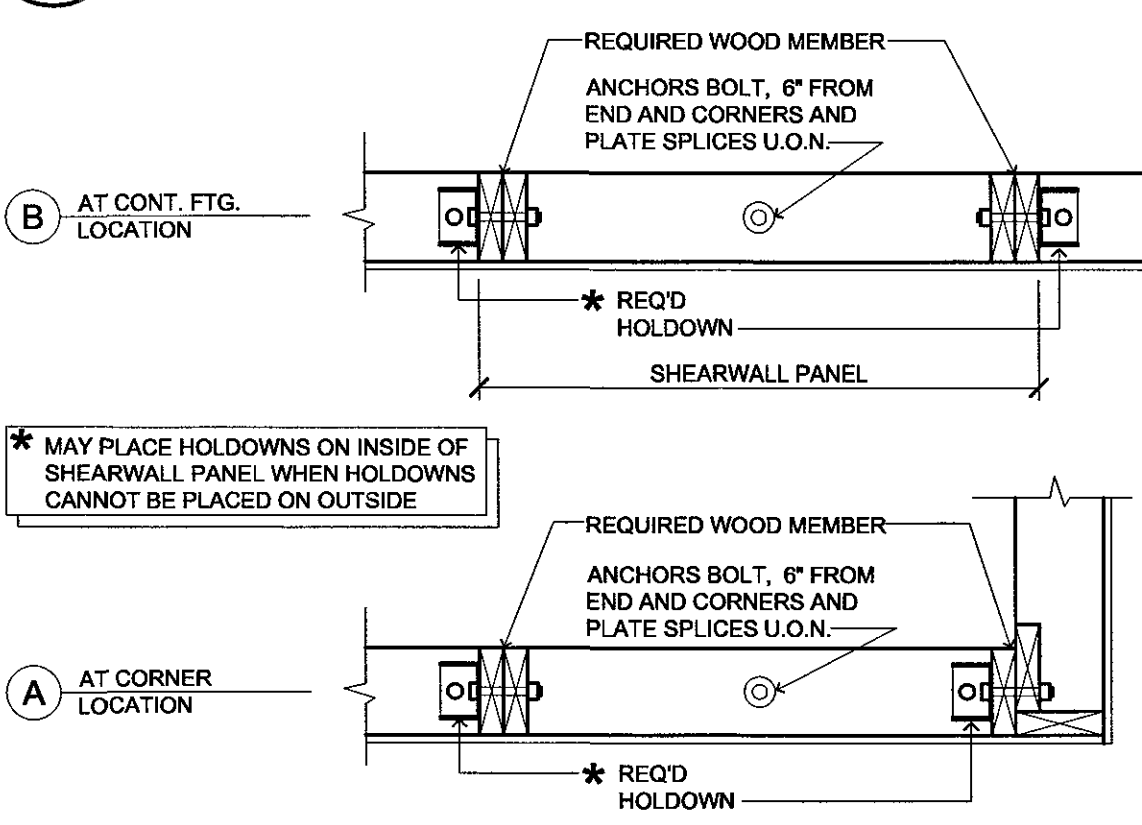 REQUIRED WOOD MEMBER
ANCHORS BOLT, 6" FROM
END AND CORNERS AND
PLATE SPLICES U.O.N.
B
AT CONT. FTG.
LOCATION
* REQ'D
HOLDOWN
SHEARWALL PANEL
* MAY PLACE HOLDOWNS ON INSIDE OF
SHEARWALL PANEL WHEN HOLDOWNS
CANNOT BE PLACED ON OUTSIDE
REQUIRED WOOD MEMBER
ANCHORS BOLT, 6" FROM
END AND CORNERS AND
PLATE SPLICES U.O.N.
A
AT CORNER
LOCATION
* REQ'D
HOLDOWN